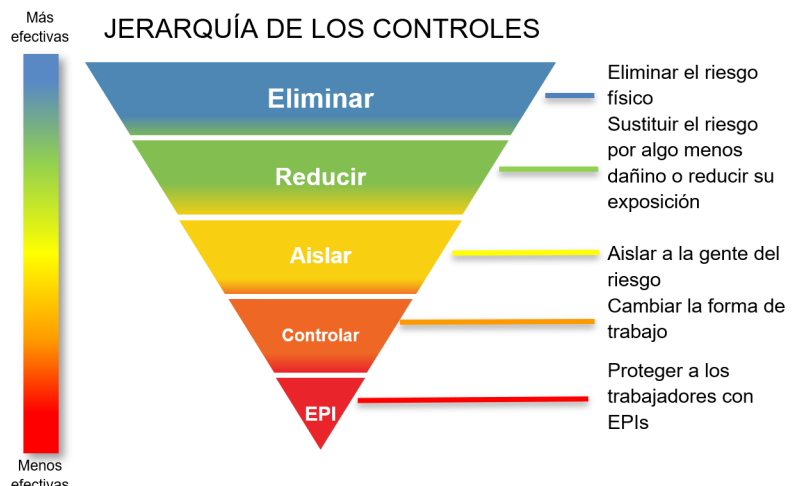 Más
efectivas
JERARQUÍA DE LOS CONTROLES
Eliminar
Eliminar el riesgo
físico
Reducir
Sustituir el riesgo
por algo menos
dañino o reducir su
exposición
Aislar
Aislar a la gente del
riesgo
Controlar
Cambiar la forma de
trabajo
EPI
Proteger a los
trabajadores con
EPIs
Menos
efectivas